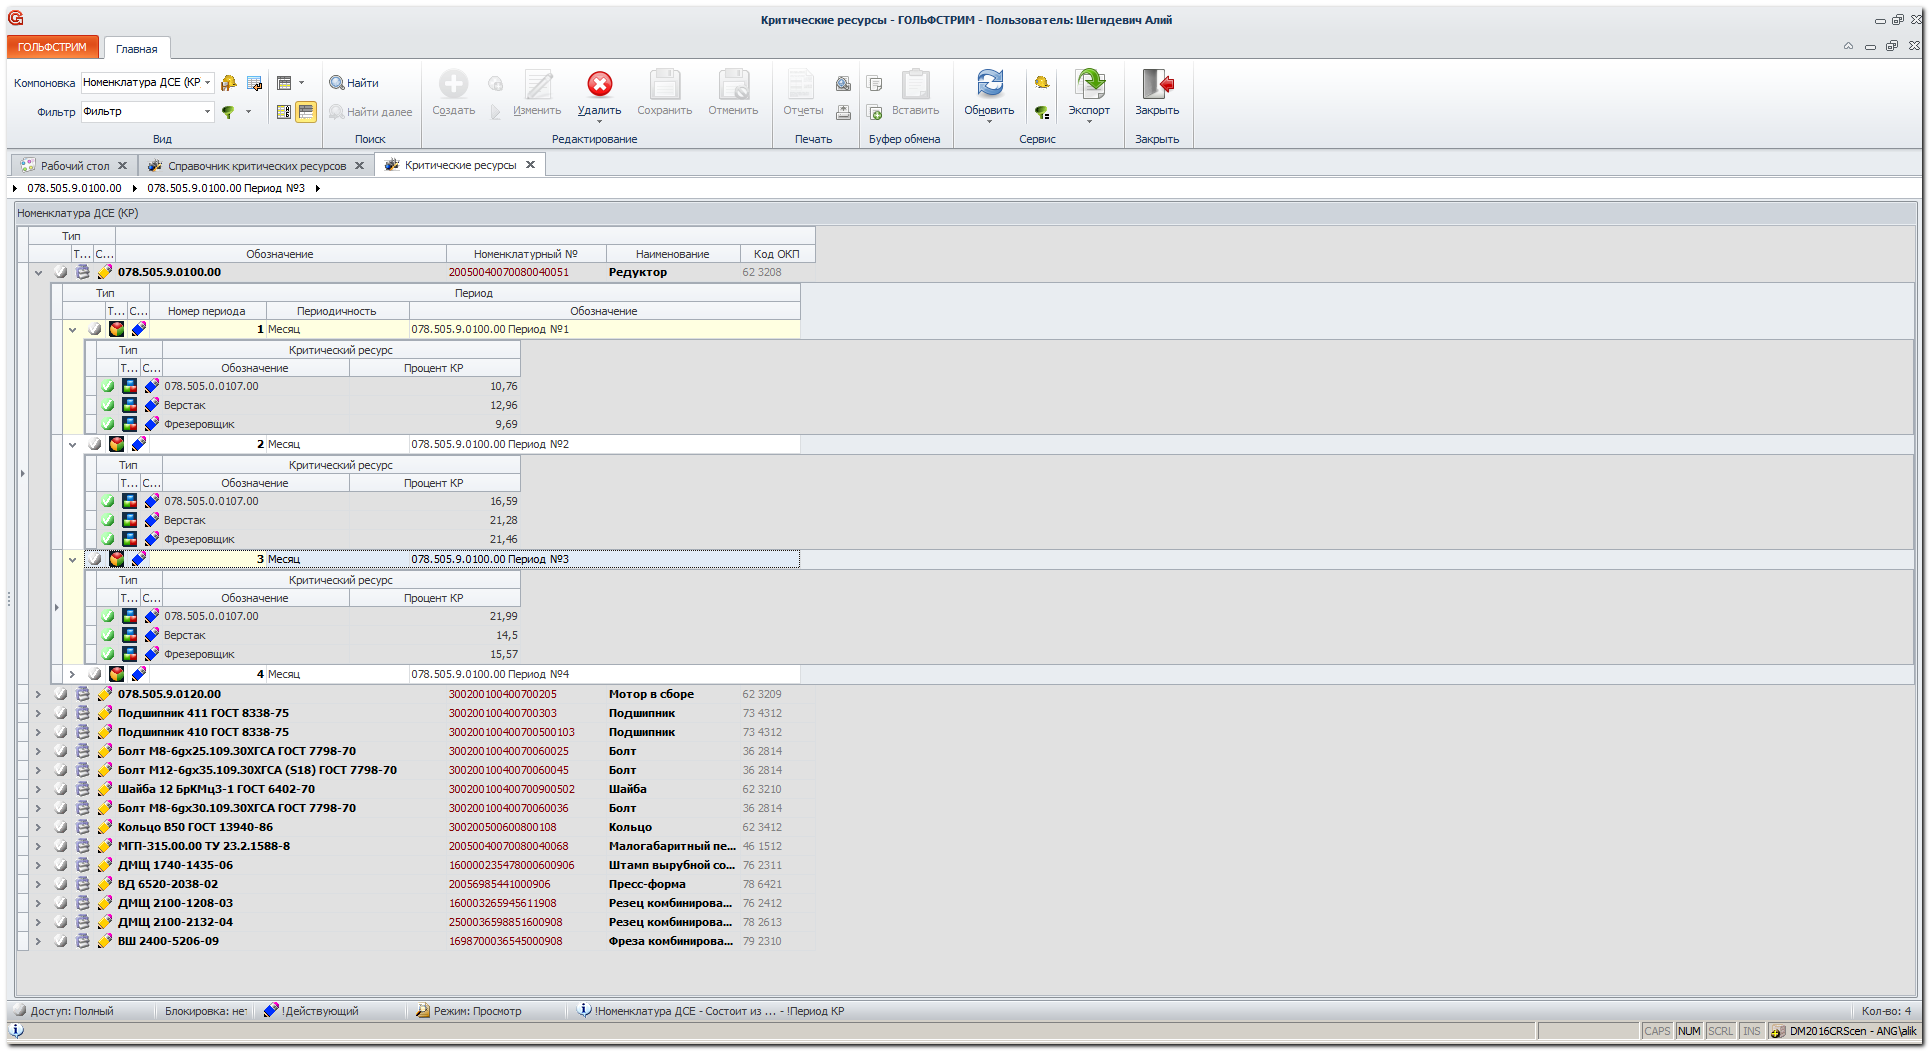 Критические ресурсы - ГОЛЬФСТРИМ - Пользователь: Шегидевич Алий
ГОЛЬФСТРИМ Главная
Компоновка Номенклатура ДСЕ (КР
Фильтр Фильтр
Вид
Найти
Найти далее
Поиск
Создать Изменить Удалить Сохранить Отменить
Редактирование
Отчеты
Печать
Вставить
Буфер обмена
Обновить Экспорт
Сервис
Закрыть
Закрыть
Рабочий стол Справочник критических ресурсов Критические ресурсы
078.505.9.0100.00 078.505.9.0100.00 Период №3
Номенклатура ДСЕ (КР)
Тип
Т... С... Обозначение Номенклатурный № Наименование Код ОКП
078.505.9.0100.00 20050040070080040051 Редуктор 62 3208
Тип Период
Т... С... Номер периода Периодичность Обозначение
1 Месяц 078.505.9.0100.00 Период №1
Тип Критический ресурс
Т... С... Обозначение Процент КР
078.505.0.0107.00 10,76
Верстак 12,96
Фрезеровщик 9,69
2 Месяц 078.505.9.0100.00 Период №2
Тип Критический ресурс
Т... С... Обозначение Процент КР
078.505.0.0107.00 16,59
Верстак 21,28
Фрезеровщик 21,46
3 Месяц 078.505.9.0100.00 Период №3
Тип Критический ресурс
Т... С... Обозначение Процент КР
078.505.0.0107.00 21,99
Верстак 14,5
Фрезеровщик 15,57
4 Месяц 078.505.9.0100.00 Период №4
078.505.9.0120.00 300200100400700205 Мотор в сборе 62 3209
Подшипник 411 ГОСТ 8338-75 300200100400700303 Подшипник 73 4312
Подшипник 410 ГОСТ 8338-75 300200100400700500103 Подшипник 73 4312
Болт М8-6gx25.109.30ХГСА ГОСТ 7798-70 30020010040070060025 Болт 36 2814
Болт М12-6gx35.109.30ХГСА (S18) ГОСТ 7798-70 30020010040070060045 Болт 36 2814
Шайба 12 БрКМц3-1 ГОСТ 6402-70 300200100400700900502 Шайба 62 3210
Болт М8-6gx30.109.30ХГСА ГОСТ 7798-70 30020010040070060036 Болт 36 2814
Кольцо В50 ГОСТ 13940-86 300200500600800108 Кольцо 62 3412
МГП-315.00.00 ТУ 23.2.1588-8 20050040070080040068 Малогабаритный пе... 46 1512
ДМЩ 1740-1435-06 160000235478000600906 Штамп вырубной со... 76 2311
ВД 6520-2038-02 20056985441000906 Пресс-форма 78 6421
ДМЩ 2100-1208-03 160003265945611908 Резец комбинирова... 76 2412
ДМЩ 2100-2132-04 2500036598851600908 Резец комбинирова... 78 2613
ВШ 2400-5206-09 1698700036545000908 Фреза комбинирова... 79 2310
Доступ: Полный Блокировка: нет !Действующий Режим: Просмотр !Номенклатура ДСЕ - Состоит из ... - !Период КР Кол-во: 4
CAPS NUM SCRL INS DM2016CRScen - ANG\alik